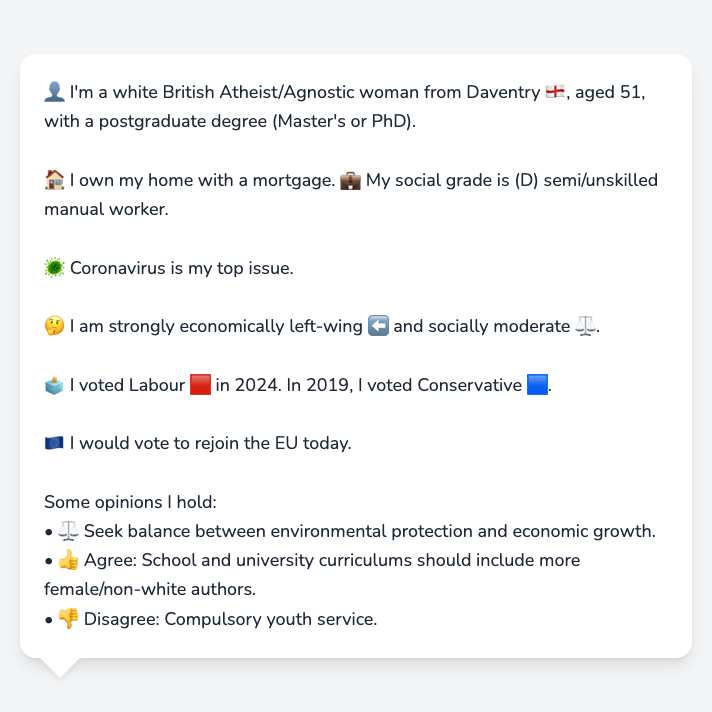 👤 I'm a white British Atheist/Agnostic woman from Daventry 🏴󠁧󠁢󠁥󠁮󠁧󠁿, aged 51,
with a postgraduate degree (Master's or PhD).
🏠 I own my home with a mortgage. 💼 My social grade is (D) semi/unskilled
manual worker.
🦠 Coronavirus is my top issue.
🤔 I am strongly economically left-wing ⬅️ and socially moderate ⚖️.
🗳️ I voted Labour 🟥 in 2024. In 2019, I voted Conservative 🟦.
🇪🇺 I would vote to rejoin the EU today.
Some opinions I hold:
• ⚖️ Seek balance between environmental protection and economic growth.
• 👍 Agree: School and university curriculums should include more
female/non-white authors.
• 👎 Disagree: Compulsory youth service.